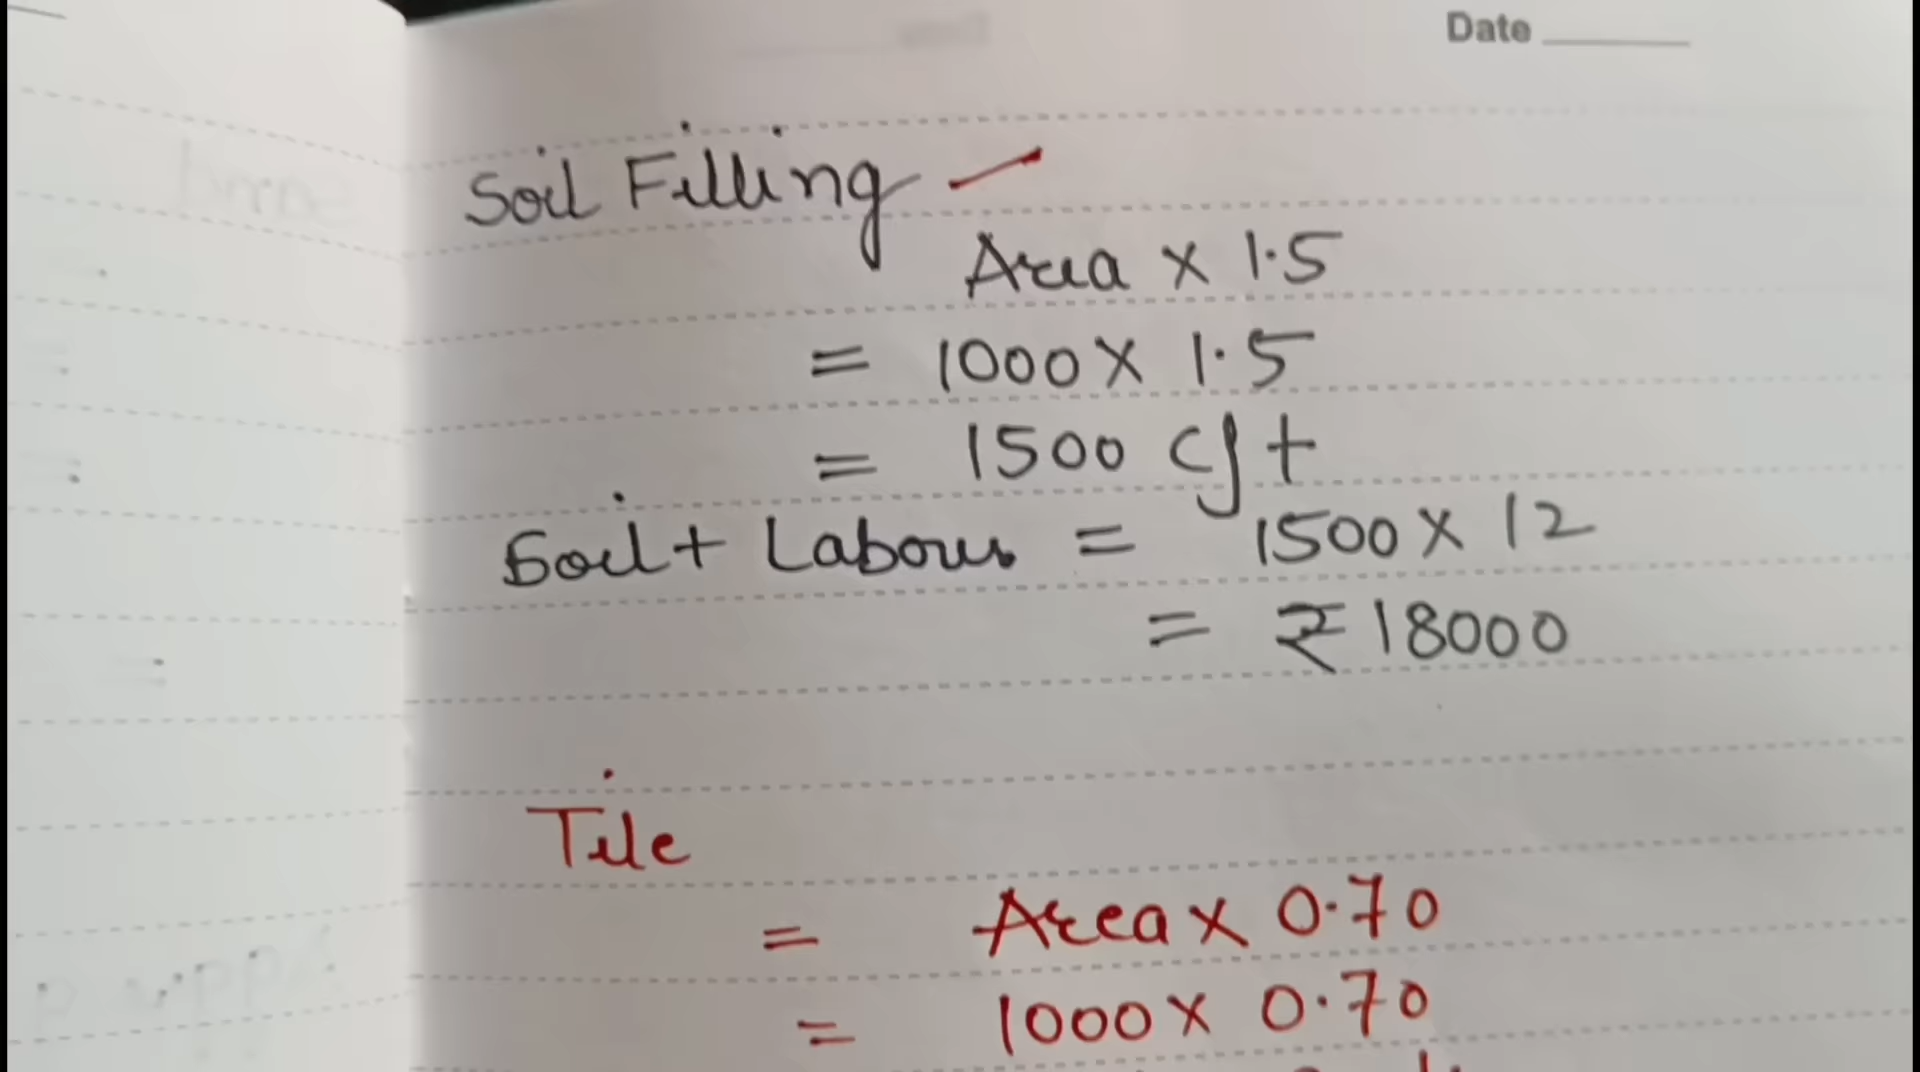 Date
Soil Filling -
Area x 1.5
= 1000 x 1.5
= 1500 cft
Soil + Labour = 1500 x 12
= ₹18000
Tile
= Area x 0.70
= 1000 x 0.70